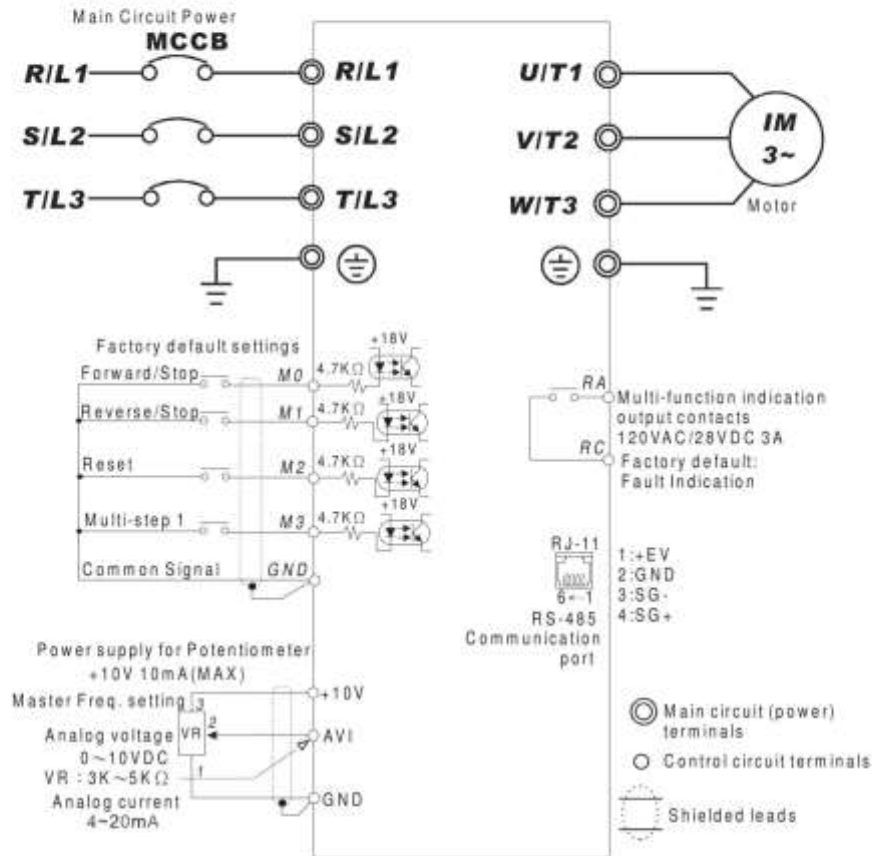 Main Circuit Power
MCCB
R/L1 R/L1 U/T1
S/L2 S/L2 V/T2
IM
3~
T/L3 T/L3 W/T3
Motor
Factory default settings
+18V
Forward/Stop M0 4.7KΩ
+18V
Reverse/Stop M1 4.7KΩ
+18V
Reset M2 4.7KΩ
+18V
Multi-step 1 M3 4.7KΩ
Common Signal GND
RA
Multi-function indication
output contacts
120VAC/28VDC 3A
RC
Factory default:
Fault Indication
RJ-11
6←1
RS-485
Communication
port
1:+EV
2:GND
3:SG-
4:SG+
Power supply for Potentiometer
+10V 10mA(MAX)
+10V
Master Freq. setting 3
Analog voltage VR 2 AVI
0~10VDC
VR : 3K~5KΩ 1
Analog current GND
4~20mA
Main circuit (power)
terminals
Control circuit terminals
Shielded leads